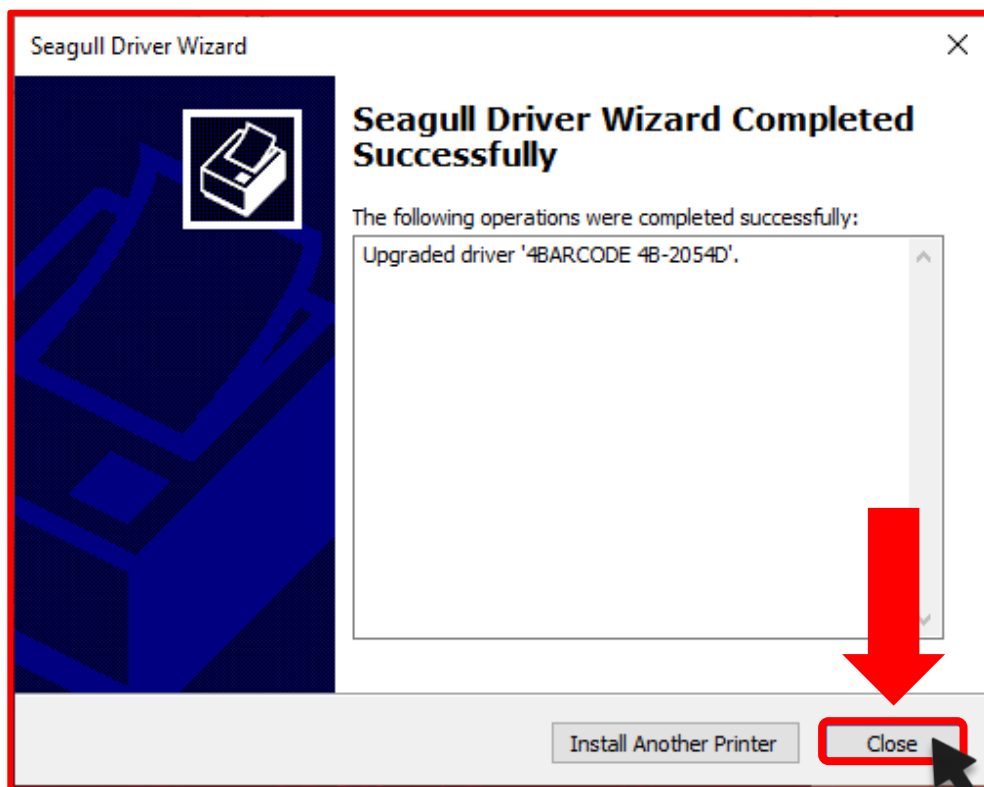 Seagull Driver Wizard
Seagull Driver Wizard Completed
Successfully
The following operations were completed successfully:
Upgraded driver '4BARCODE 4B-2054D'.
Install Another Printer
Close